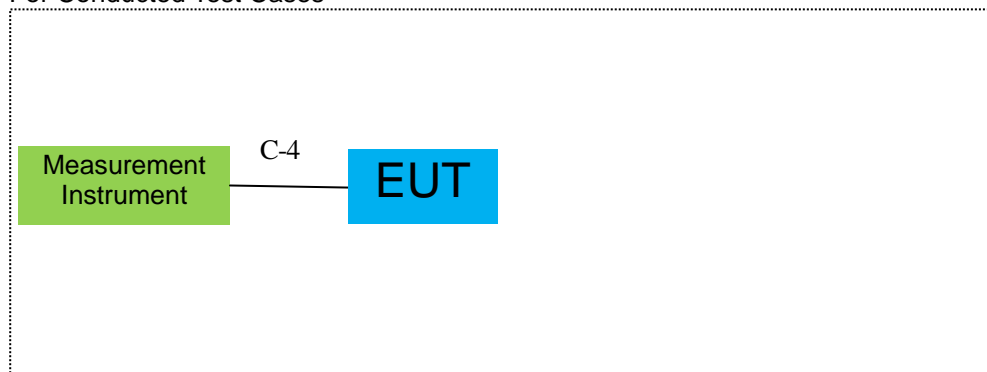 For Conducted Test Cases
C-4
Measurement
Instrument
EUT